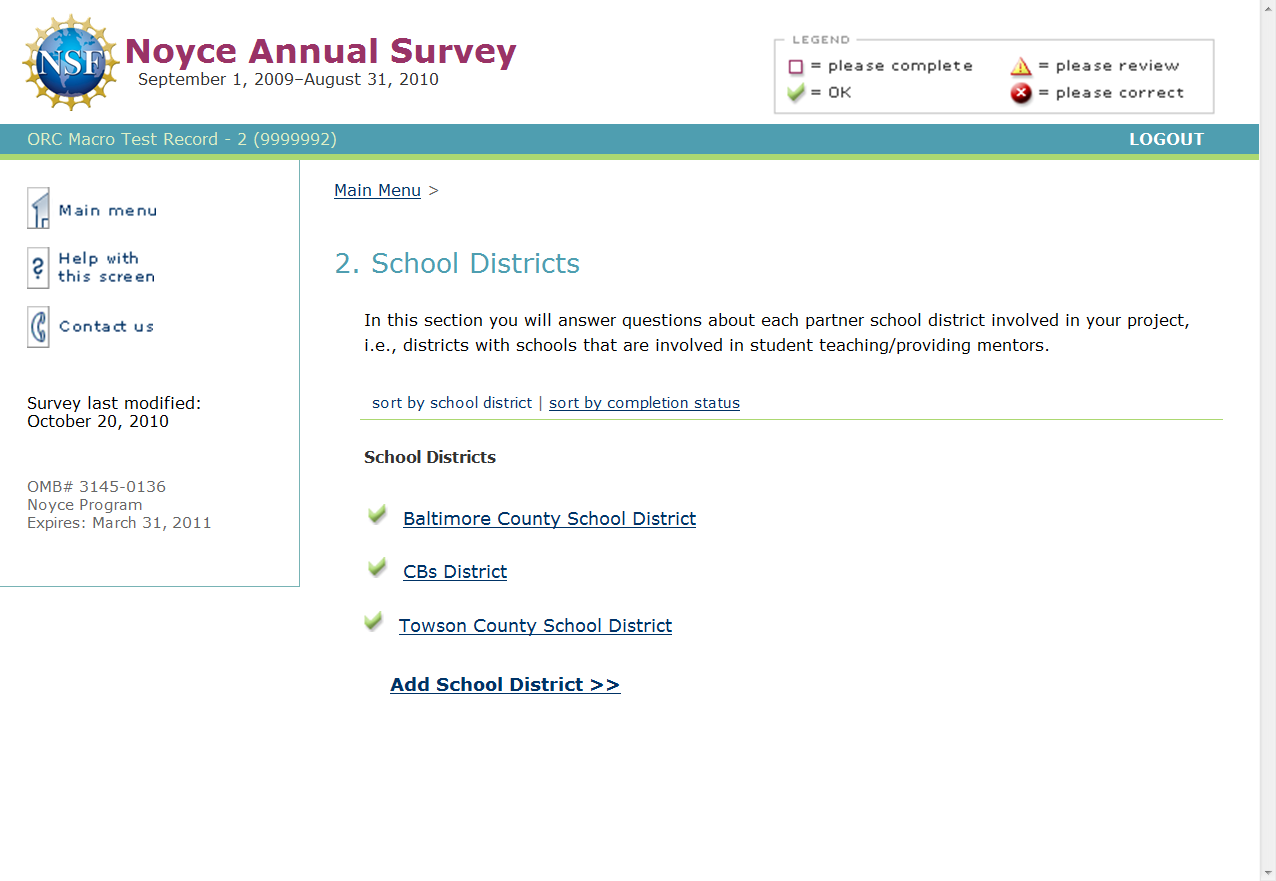 NSF
Noyce Annual Survey
September 1, 2009–August 31, 2010
LEGEND
= please complete
= please review
= OK
= please correct
ORC Macro Test Record - 2 (9999992)
LOGOUT
Main menu
Help with
this screen
Contact us
Survey last modified:
October 20, 2010
OMB# 3145-0136
Noyce Program
Expires: March 31, 2011
Main Menu >
2. School Districts
In this section you will answer questions about each partner school district involved in your project,
i.e., districts with schools that are involved in student teaching/providing mentors.
sort by school district | sort by completion status
School Districts
Baltimore County School District
CBs District
Towson County School District
Add School District >>